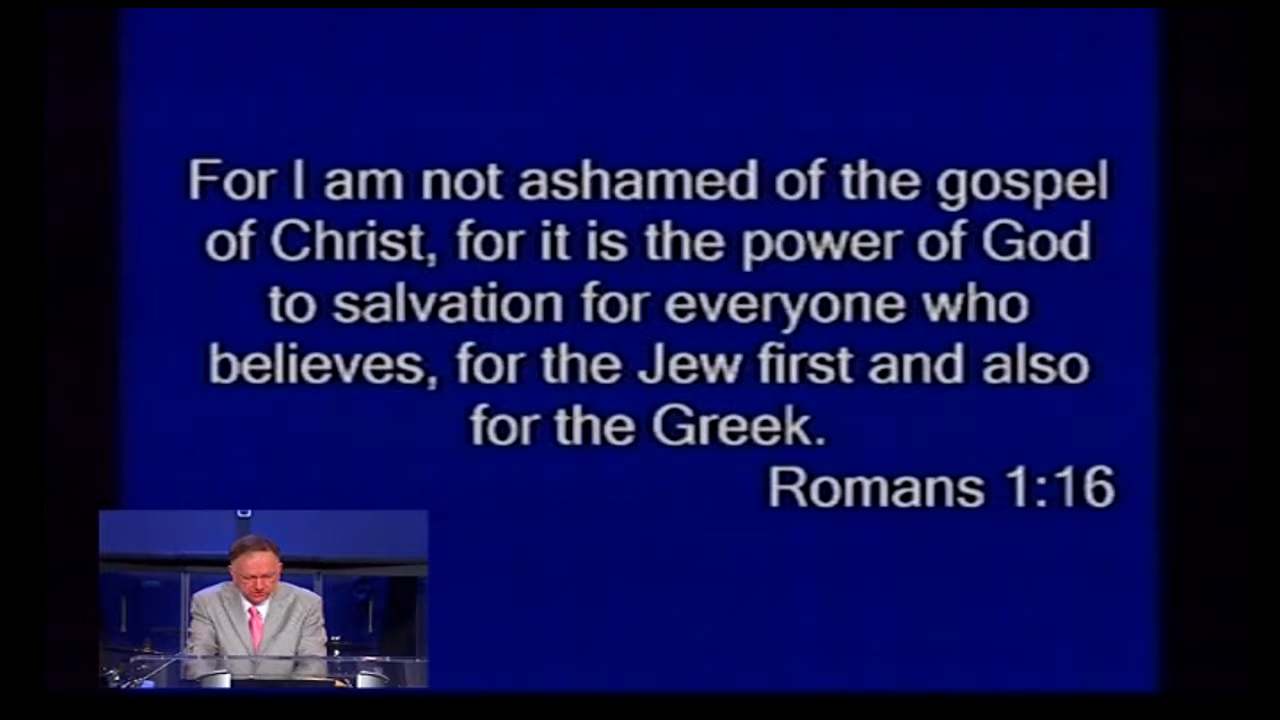 For I am not ashamed of the gospel
of Christ, for it is the power of God
to salvation for everyone who
believes, for the Jew first and also
for the Greek.
Romans 1:16